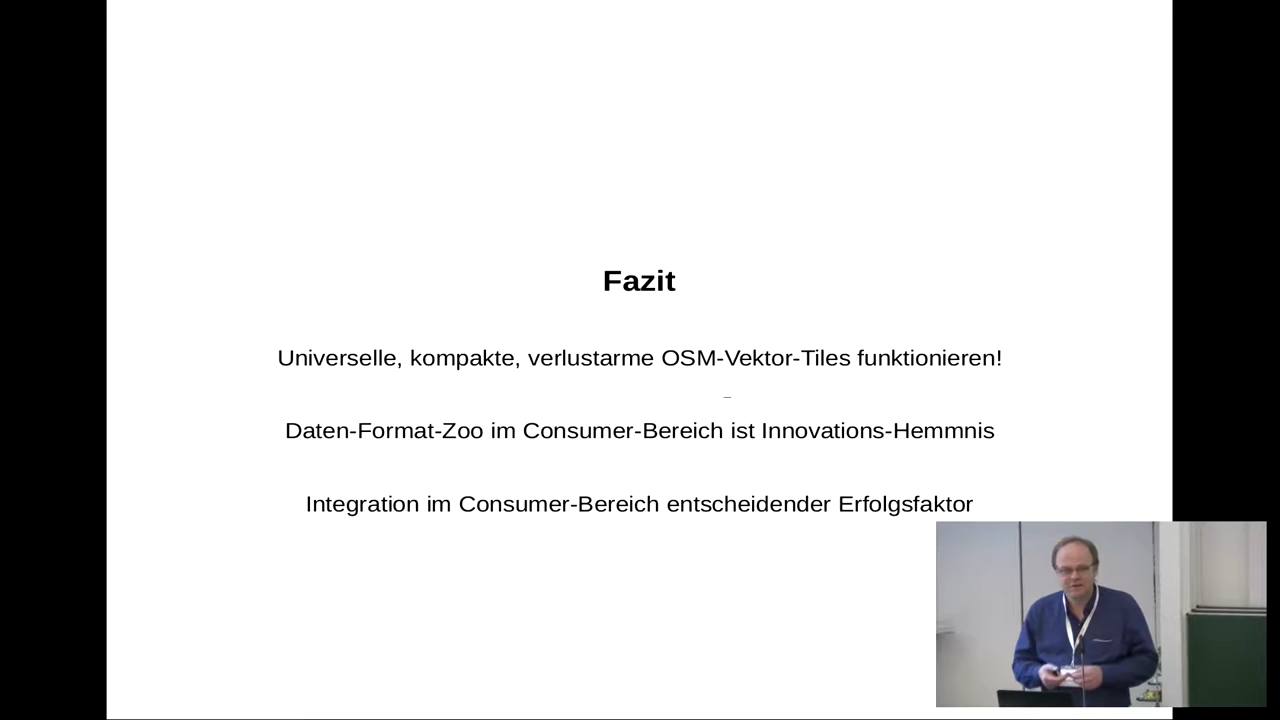 Fazit
Universelle, kompakte, verlustarme OSM-Vektor-Tiles funktionieren!
Daten-Format-Zoo im Consumer-Bereich ist Innovations-Hemmnis
Integration im Consumer-Bereich entscheidender Erfolgsfaktor